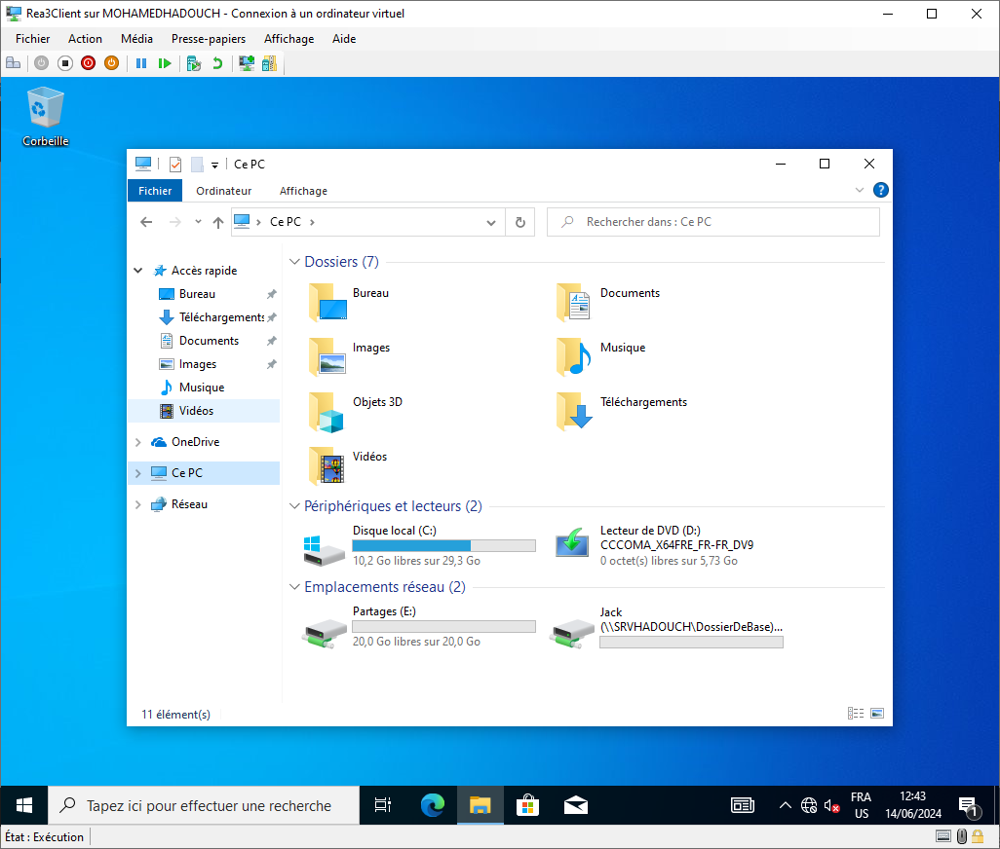 Rea3Client sur MOHAMEDHADOUCH - Connexion à un ordinateur virtuel
Fichier Action Média Presse-papiers Affichage Aide
Corbeille
Ce PC
Fichier Ordinateur Affichage
Ce PC
Rechercher dans : Ce PC
Accès rapide
Bureau
Téléchargements
Documents
Images
Musique
Vidéos
OneDrive
Ce PC
Réseau
Dossiers (7)
Bureau
Documents
Images
Musique
Objets 3D
Téléchargements
Vidéos
Périphériques et lecteurs (2)
Disque local (C:)
10,2 Go libres sur 29,3 Go
Lecteur de DVD (D:)
CCCOMA_X64FRE_FR-FR_DV9
0 octet(s) libres sur 5,73 Go
Emplacements réseau (2)
Partages (E:)
20,0 Go libres sur 20,0 Go
Jack
(\\SRVHADOUCH\DossierDeBase)...
11 élément(s)
Tapez ici pour effectuer une recherche
FRA
US
12:43
14/06/2024
1
État : Exécution